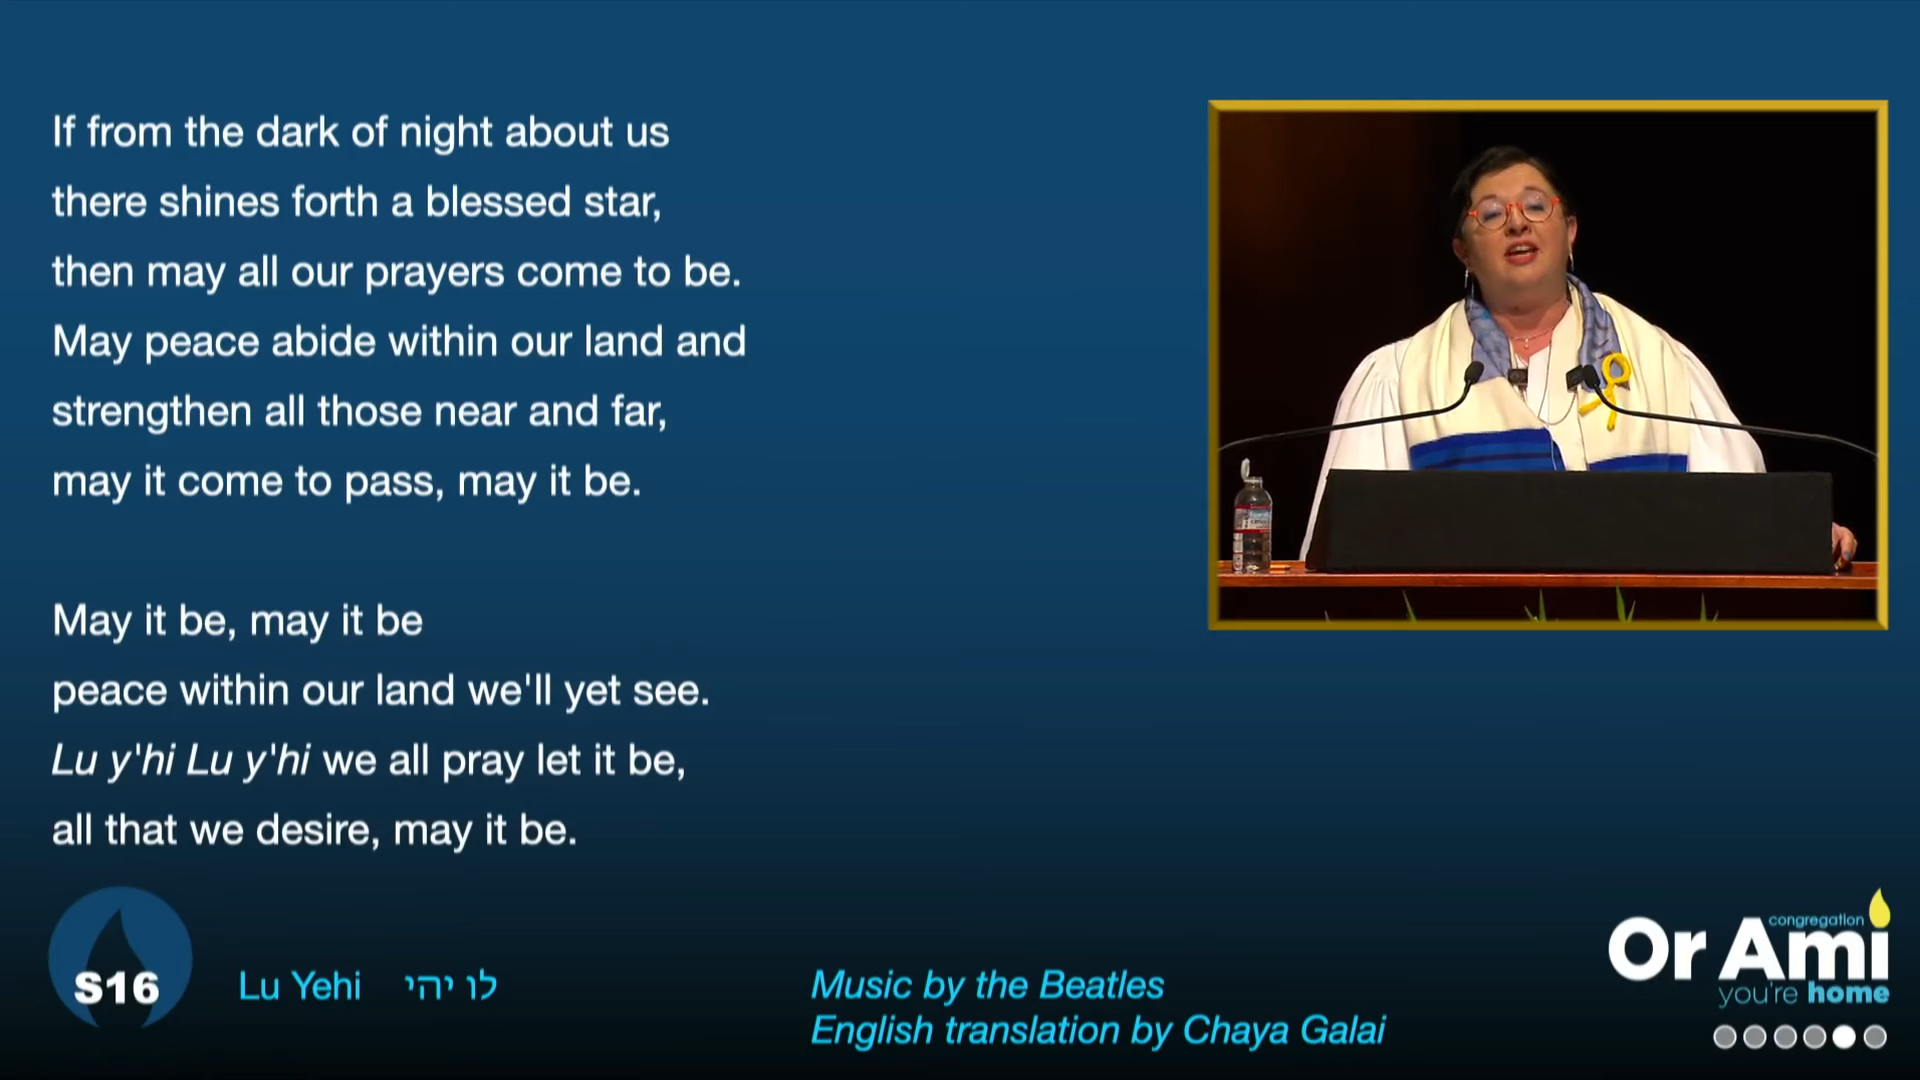 If from the dark of night about us
there shines forth a blessed star,
then may all our prayers come to be.
May peace abide within our land and
strengthen all those near and far,
may it come to pass, may it be.
May it be, may it be
peace within our land we'll yet see.
Lu y'hi Lu y'hi we all pray let it be,
all that we desire, may it be.
S16
Lu Yehi לו יהי
Music by the Beatles
English translation by Chaya Galai
congregation
Or Ami
you're home